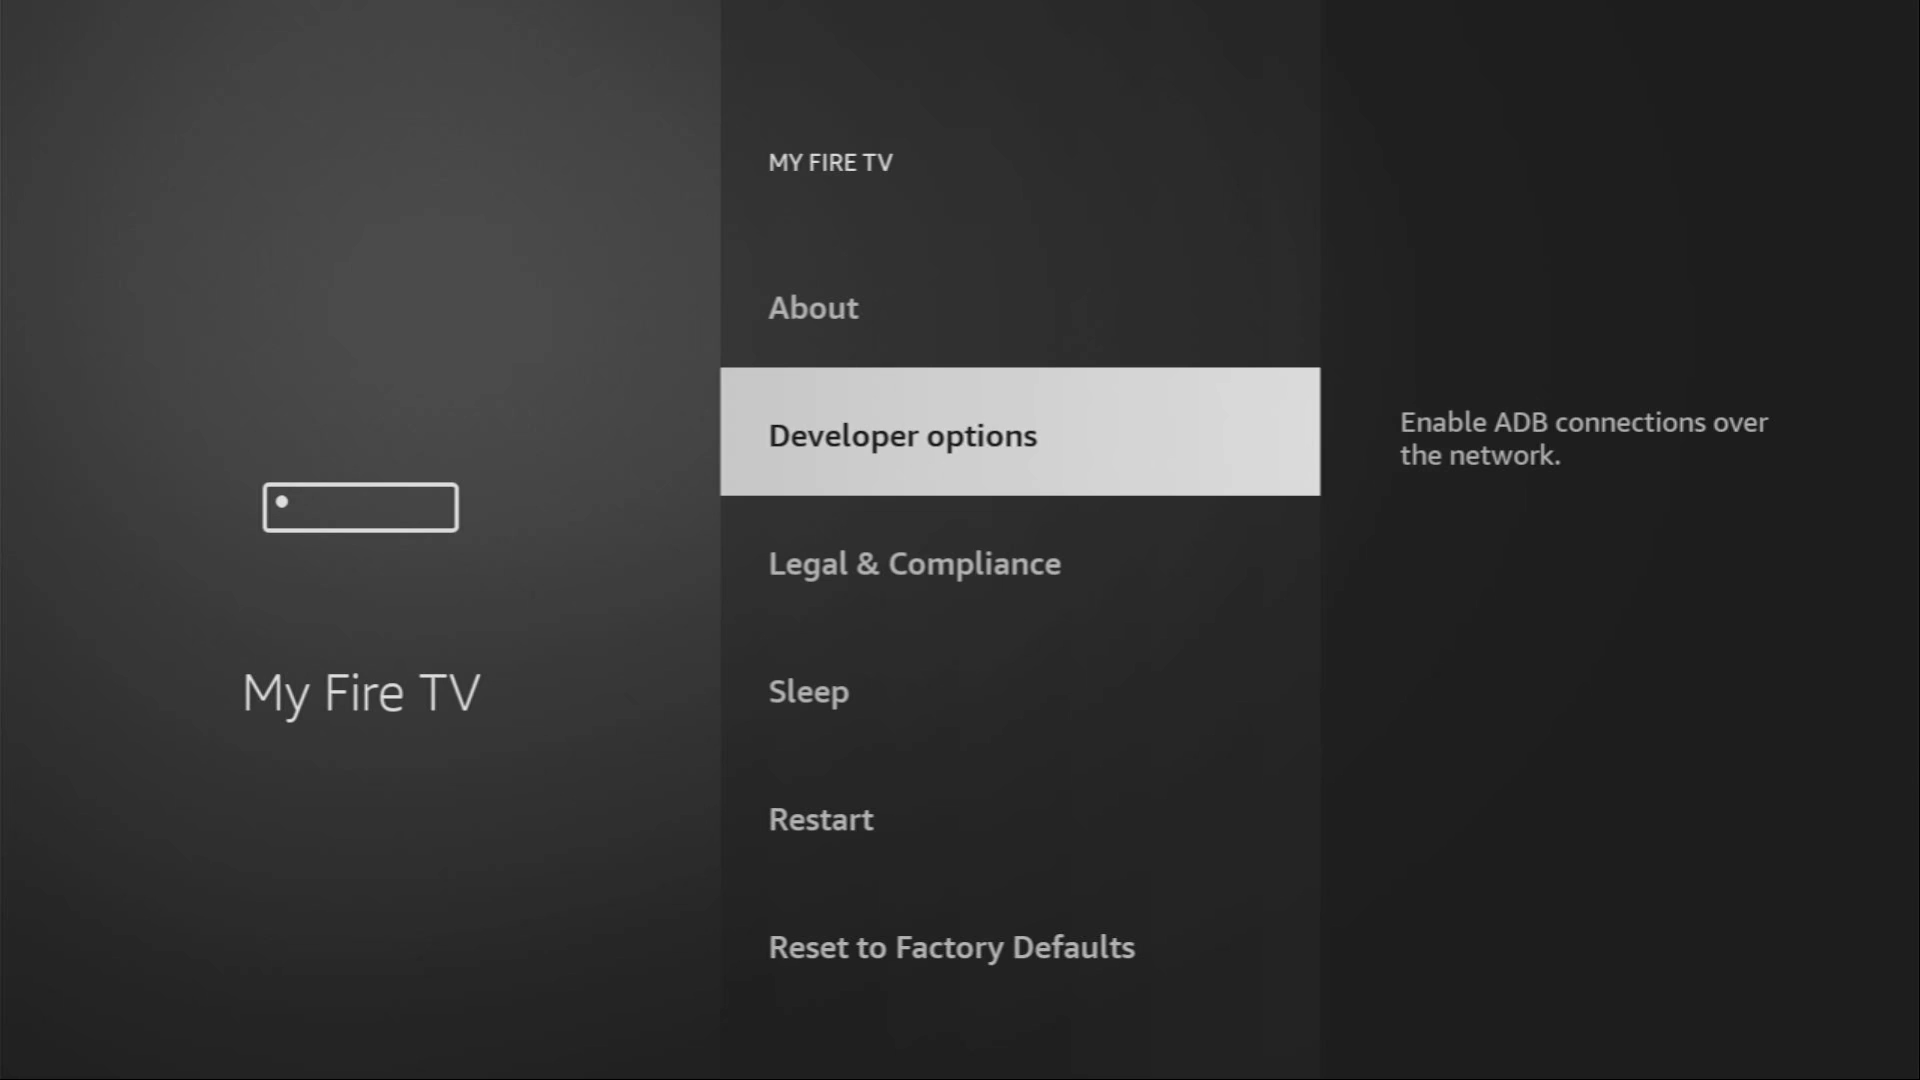 My Fire TV
MY FIRE TV
About
Developer options
Legal & Compliance
Sleep
Restart
Reset to Factory Defaults
Enable ADB connections over
the network.